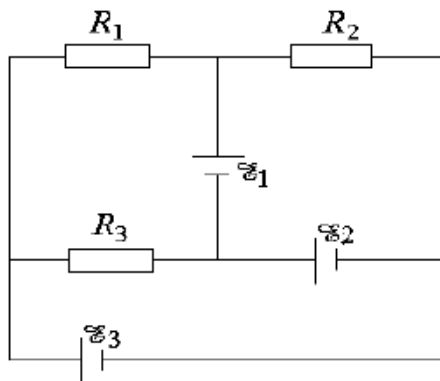 R₁ R₂
ℰ₁
R₃ ℰ₂
ℰ₃